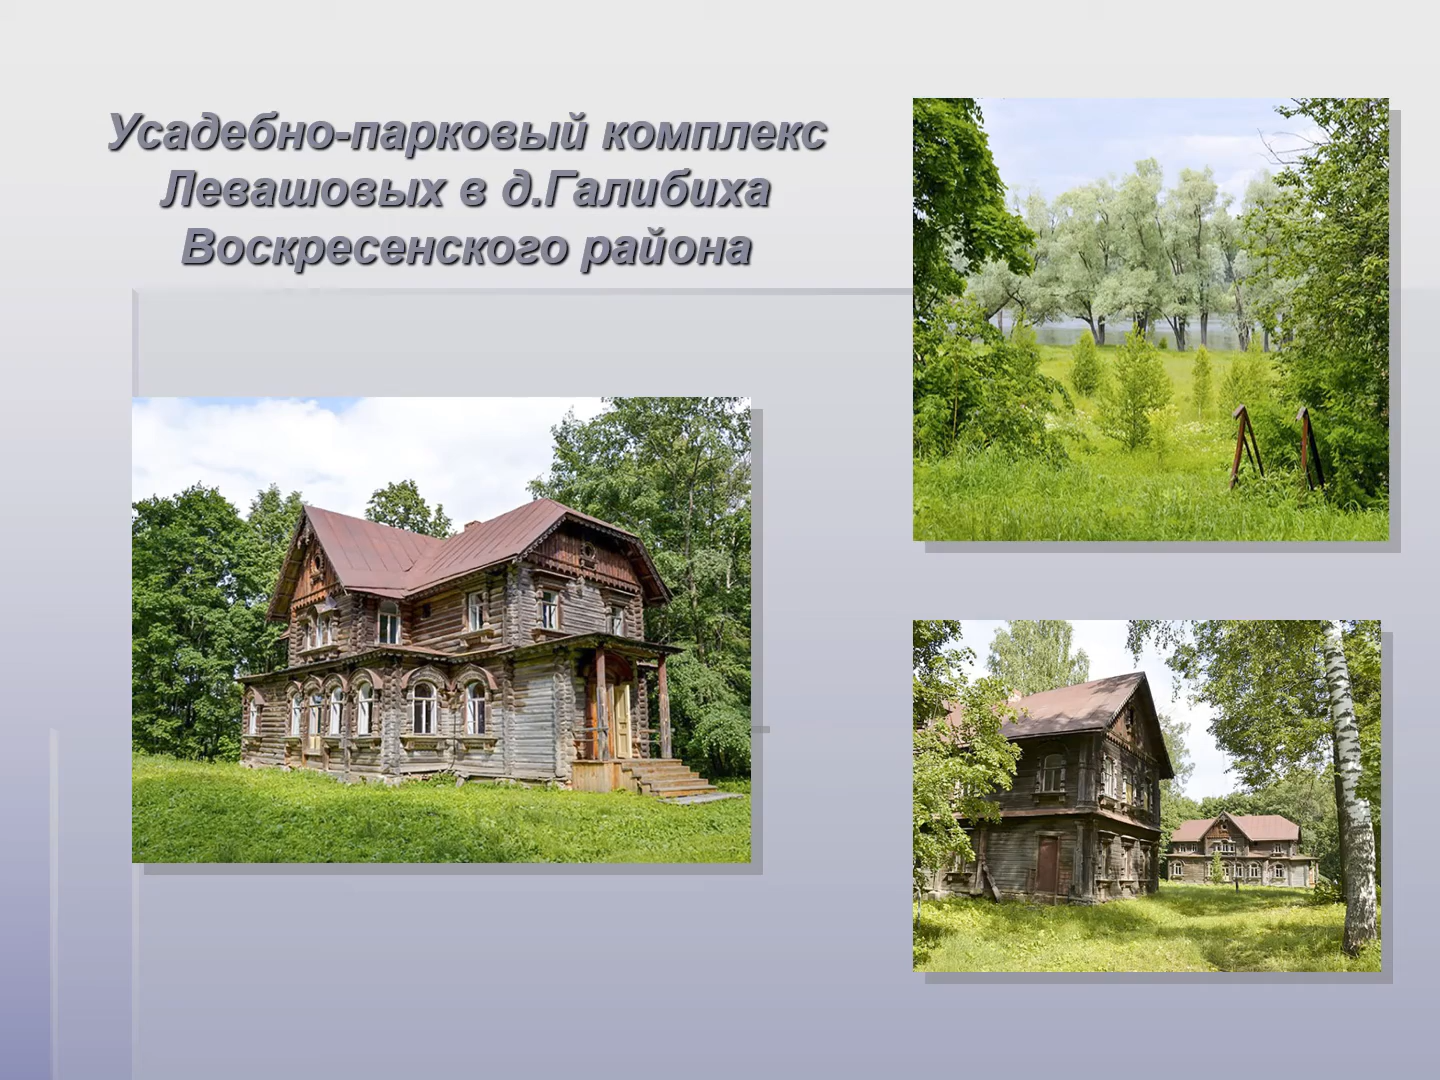 Усадебно-парковый комплекс
Левашовых в д.Галибиха
Воскресенского района